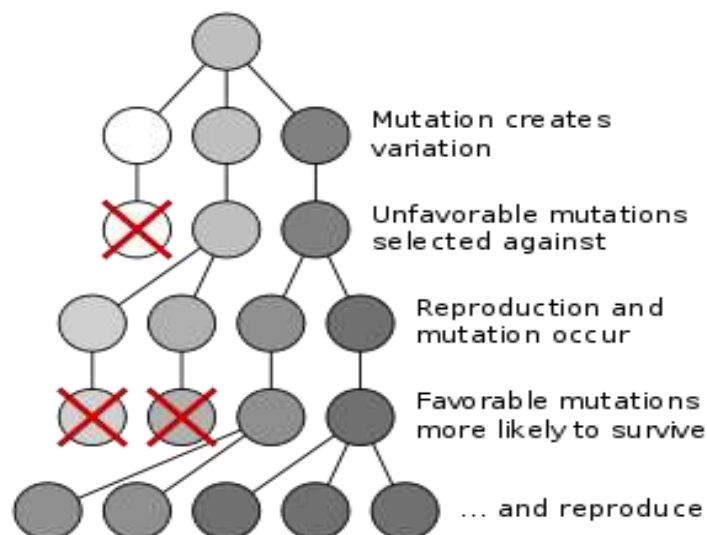 Mutation creates
variation
Unfavorable mutations
selected against
Reproduction and
mutation occur
Favorable mutations
more likely to survive
... and reproduce